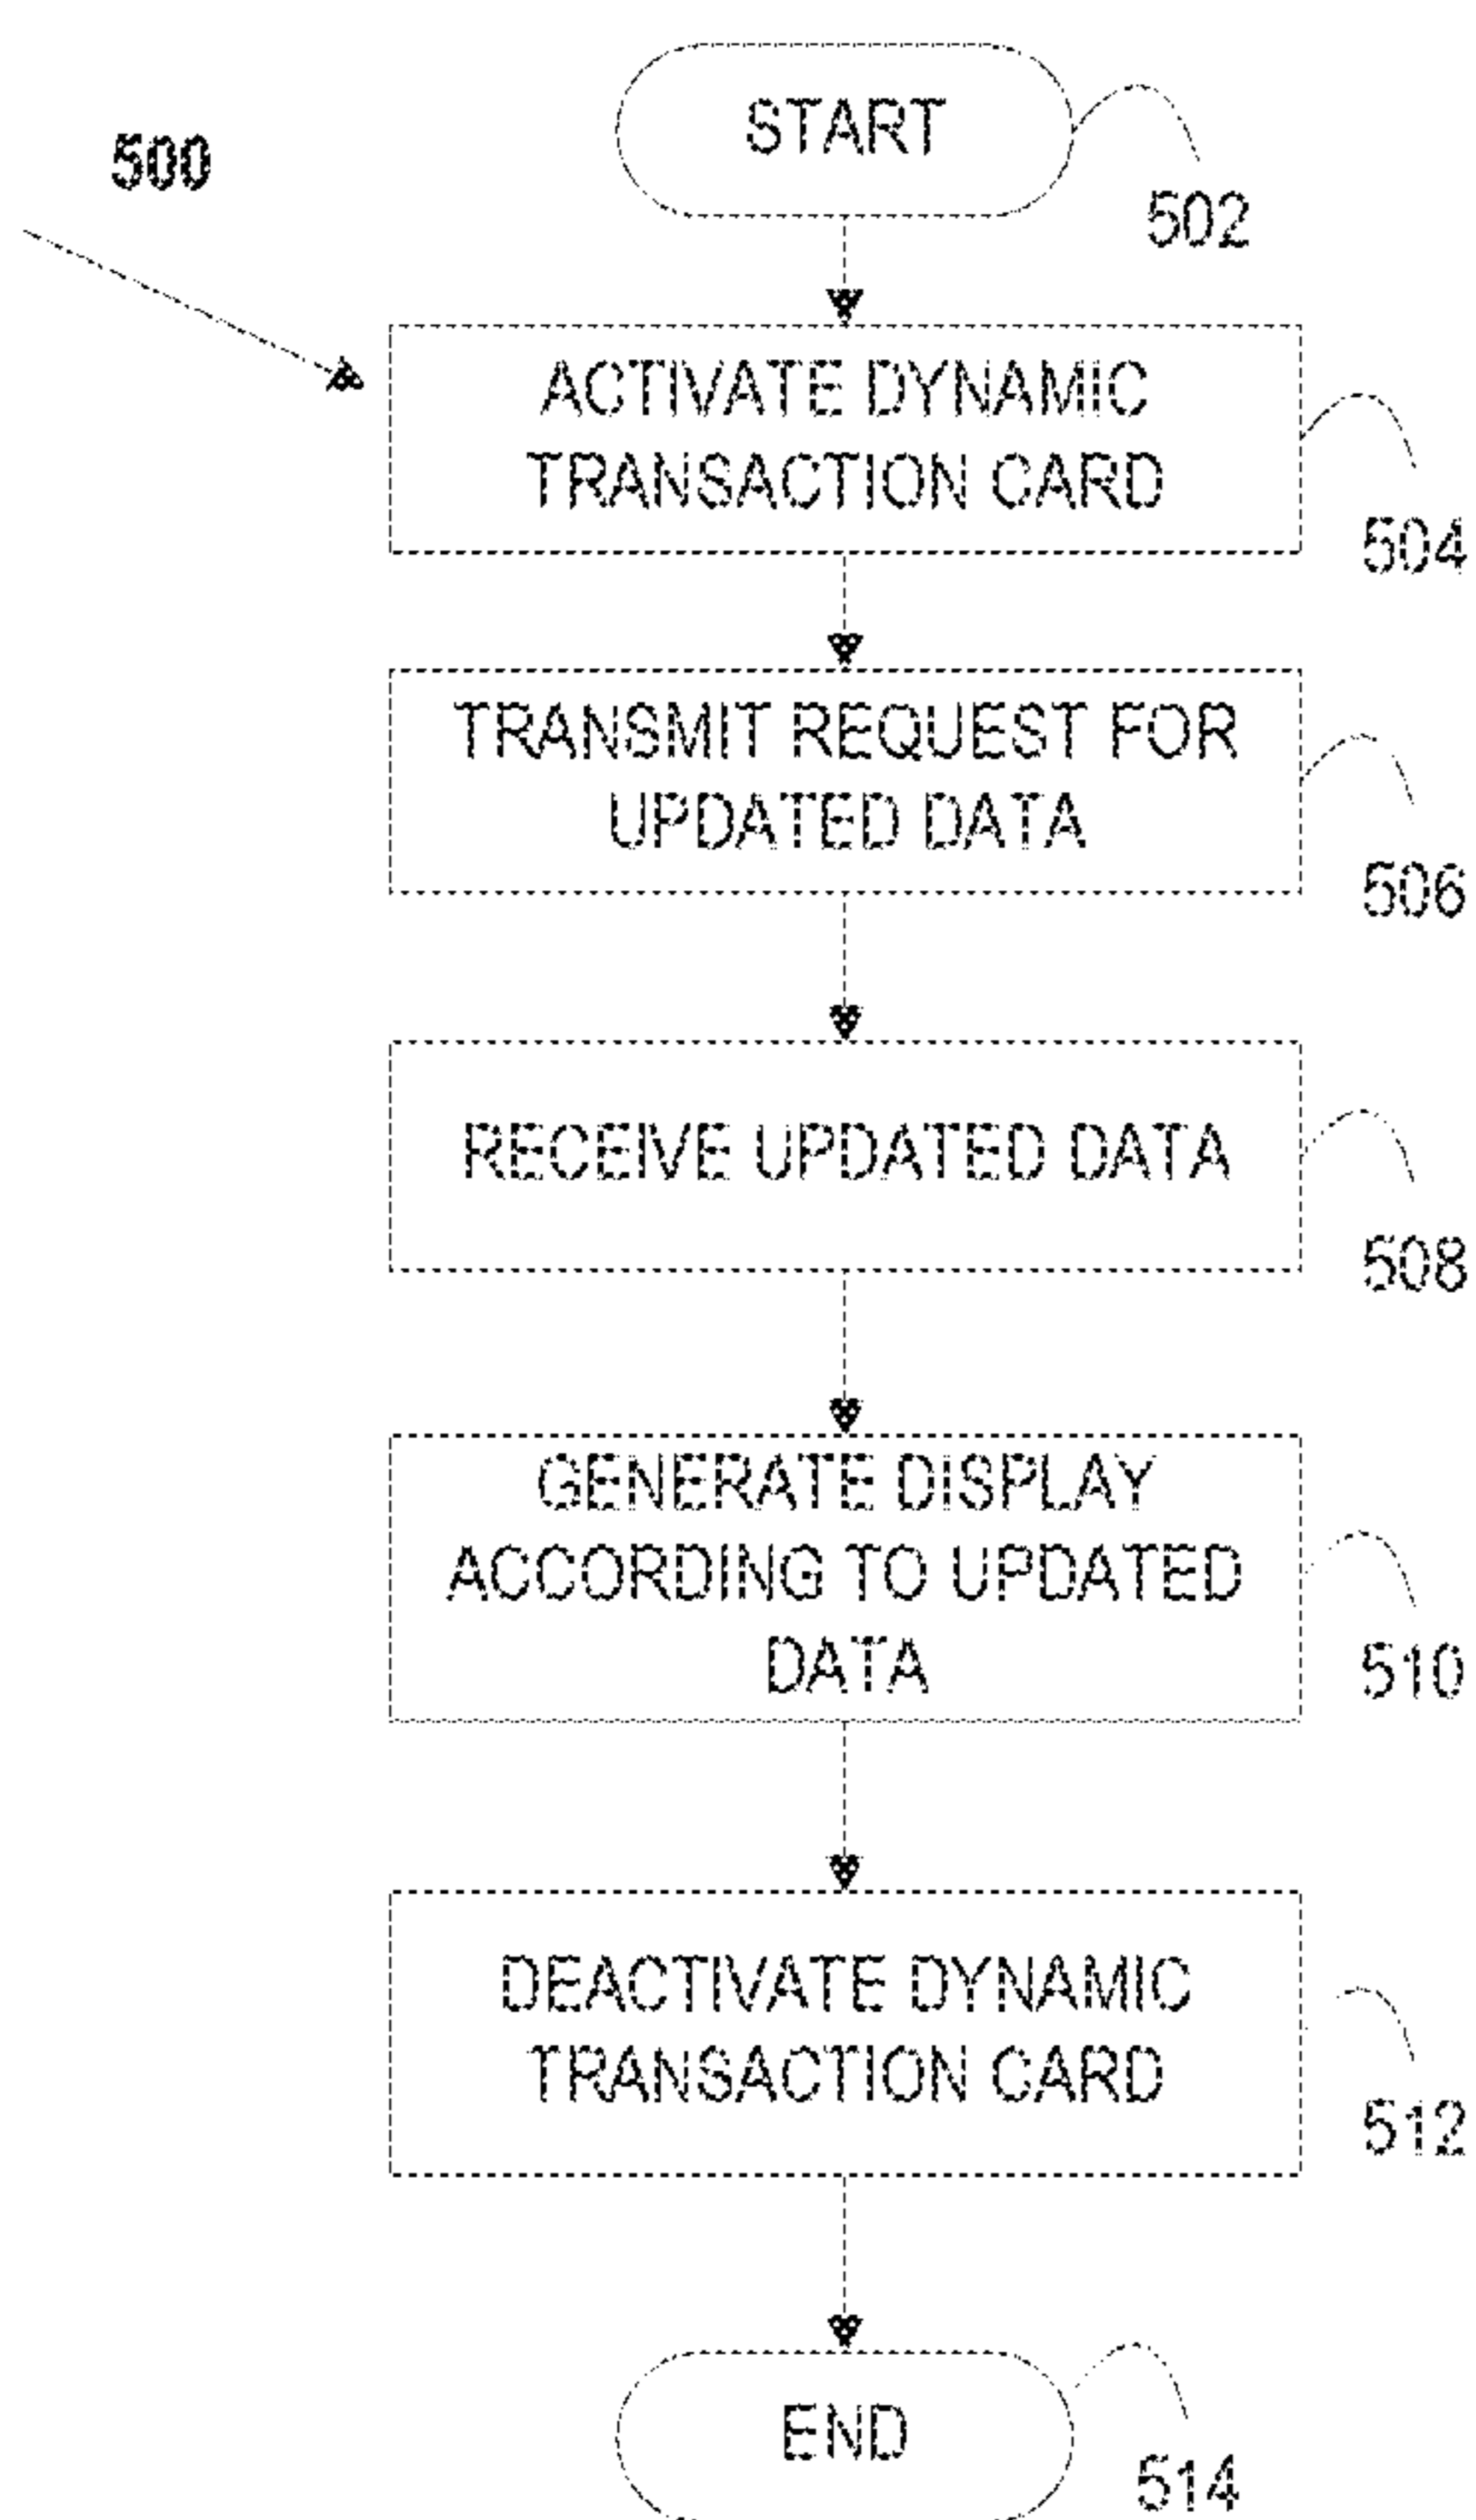 START
500
502
ACTIVATE DYNAMIC
TRANSACTION CARD
504
TRANSMIT REQUEST FOR
UPDATED DATA
506
RECEIVE UPDATED DATA
508
GENERATE DISPLAY
ACCORDING TO UPDATED
DATA
510
DEACTIVATE DYNAMIC
TRANSACTION CARD
512
END
514